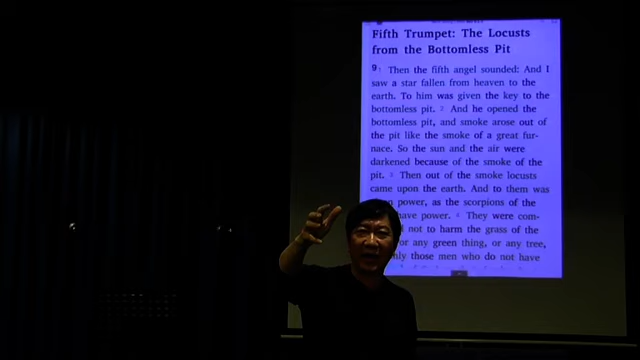 Fifth Trumpet: The Locusts
from the Bottomless Pit
9 1 Then the fifth angel sounded: And I
saw a star fallen from heaven to the
earth. To him was given the key to the
bottomless pit. 2 And he opened the
bottomless pit, and smoke arose out of
the pit like the smoke of a great fur-
nace. So the sun and the air were
darkened because of the smoke of the
pit. 3 Then out of the smoke locusts
came upon the earth. And to them was
power, as the scorpions of the
have power. 4 They were com-
not to harm the grass of the
or any green thing, or any tree,
those men who do not have